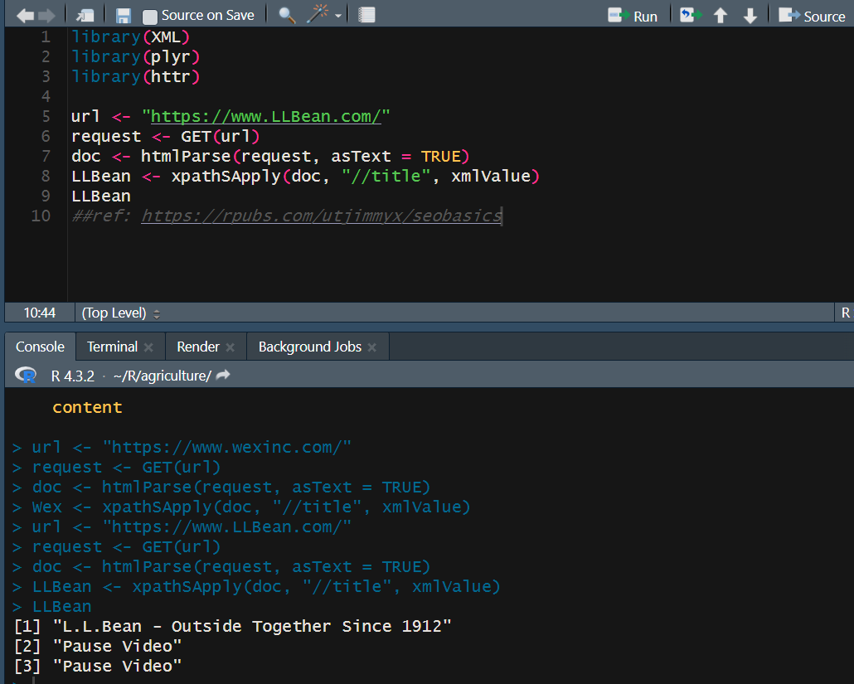 Source on Save
Run
Source
1 library(XML)
2 library(plyr)
3 library(httr)
4
5 url <- "https://www.LLBean.com/"
6 request <- GET(url)
7 doc <- htmlParse(request, asText = TRUE)
8 LLBean <- xpathSApply(doc, "//title", xmlValue)
9 LLBean
10 ##ref: https://rpubs.com/utjimmyx/seobasics
10:44 (Top Level) R
Console Terminal Render Background Jobs
R 4.3.2 · ~/R/agriculture/
content
> url <- "https://www.wexinc.com/"
> request <- GET(url)
> doc <- htmlParse(request, asText = TRUE)
> Wex <- xpathSApply(doc, "//title", xmlValue)
> url <- "https://www.LLBean.com/"
> request <- GET(url)
> doc <- htmlParse(request, asText = TRUE)
> LLBean <- xpathSApply(doc, "//title", xmlValue)
> LLBean
[1] "L.L.Bean - Outside Together Since 1912"
[2] "Pause Video"
[3] "Pause Video"